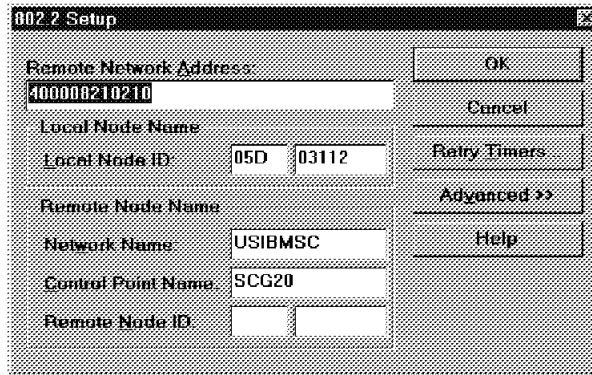 802.2 Setup
Remote Network Address:
400008210210
Local Node Name
Local Node ID: 05D 03112
Remote Node Name
Network Name: USIBMSC
Control Point Name: SCG20
Remote Node ID:
OK
Cancel
Retry Timers...
Advanced >>
Help